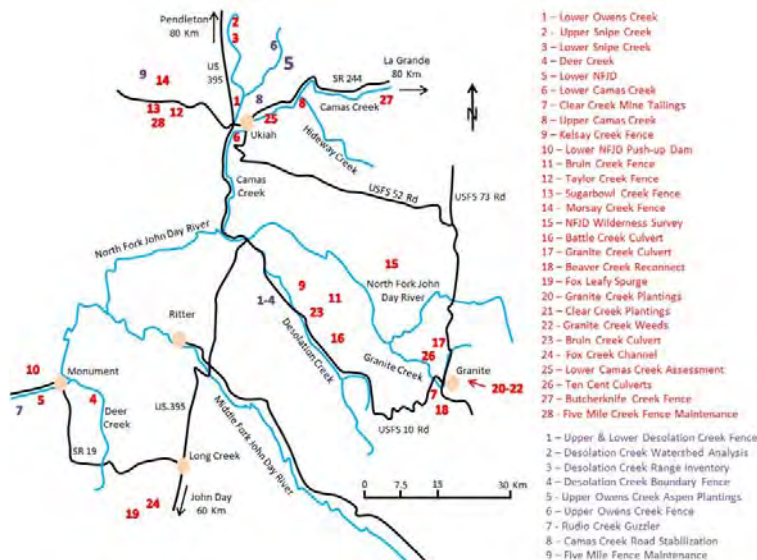 Pendleton
80 Km
2
3
6
5
US
395
La Grande
80 Km
SR 244
9
14
8
Camas Creek
27
N
13
12
28
1
25
8
6
Ukiah
Hideway Creek
Camas
Creek
USFS 52 Rd
USFS 73 Rd
North Fork John Day River
15
North Fork John
Day River
9
11
1-4
23
16
Ritter
Desolation Creek
Granite Creek
17
26
Granite
20-22
7
18
10
Monument
5
7
4
Deer
Creek
US 395
Middle Fork John Day River
USFS 10 Rd
SR 19
Long Creek
24
19
John Day
60 Km
0
7.5
15
30 Km
1 – Lower Owens Creek
2 - Upper Snipe Creek
3 – Lower Snipe Creek
4 – Deer Creek
5 – Lower NFJD
6 – Lower Camas Creek
7 – Clear Creek Mine Tailings
8 – Upper Camas Creek
9 – Kelsay Creek Fence
10 – Lower NFJD Push-up Dam
11 – Bruin Creek Fence
12 – Taylor Creek Fence
13 – Sugarbowl Creek Fence
14 – Morsay Creek Fence
15 – NFJD Wilderness Survey
16 – Battle Creek Culvert
17 – Granite Creek Culvert
18 – Beaver Creek Reconnect
19 – Fox Leafy Spurge
20 – Granite Creek Plantings
21 – Clear Creek Plantings
22 – Granite Creek Weeds
23 – Bruin Creek Culvert
24 – Fox Creek Channel
25 – Lower Camas Creek Assessment
26 – Ten Cent Culverts
27 – Butcherknife Creek Fence
28 – Five Mile Creek Fence Maintenance
1 – Upper & Lower Desolation Creek Fence
2 – Desolation Creek Watershed Analysis
3 – Desolation Creek Range Inventory
4 – Desolation Creek Boundary Fence
5 - Upper Owens Creek Aspen Plantings
6 – Upper Owens Creek Fence
7 - Rudio Creek Guzzler
8 – Camas Creek Road Stabilization
9 – Five Mile Fence Maintenance